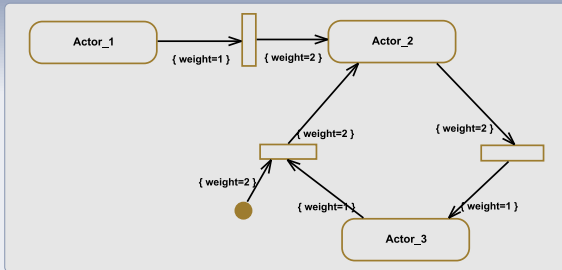 Actor_1
Actor_2
{ weight=1 }
{ weight=2 }
{ weight=2 }
{ weight=2 }
{ weight=2 }
{ weight=1 }
{ weight=1 }
Actor_3